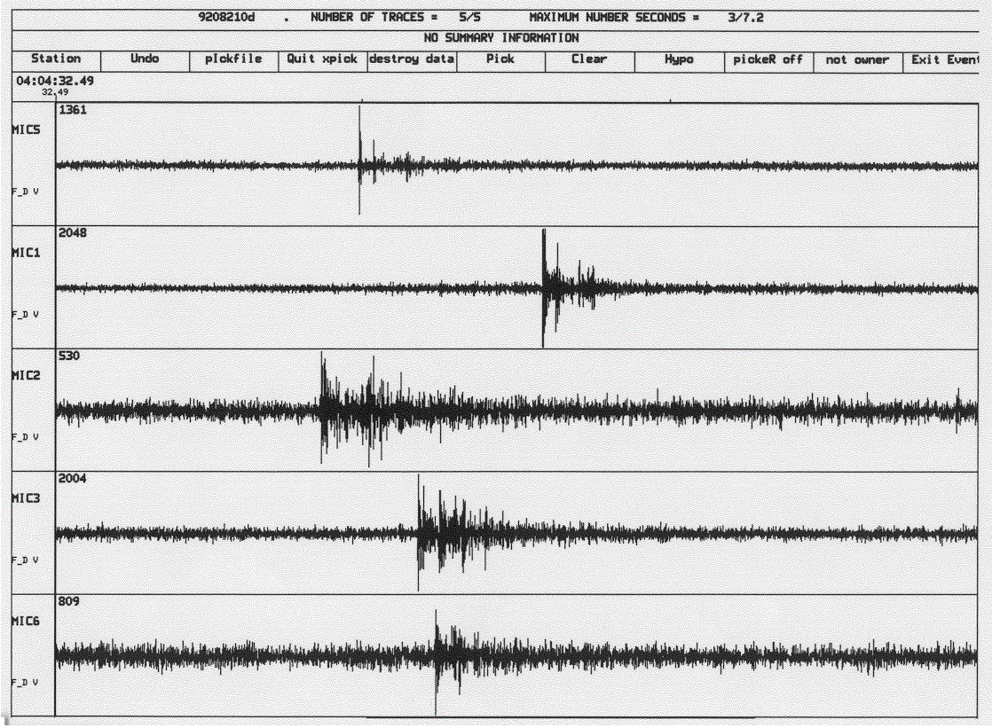 9208210d . NUMBER OF TRACES = 5/5 MAXIMUM NUMBER SECONDS = 3/7.2
NO SUMMARY INFORMATION
Station Undo pIckfile Quit xpick destroy data Pick Clear Hypo pickeR off not owner Exit Event
04:04:32.49
32.49
1361
MIC5
F_D V
2048
MIC1
F_D V
530
MIC2
F_D V
2004
MIC3
F_D V
809
MIC6
F_D V